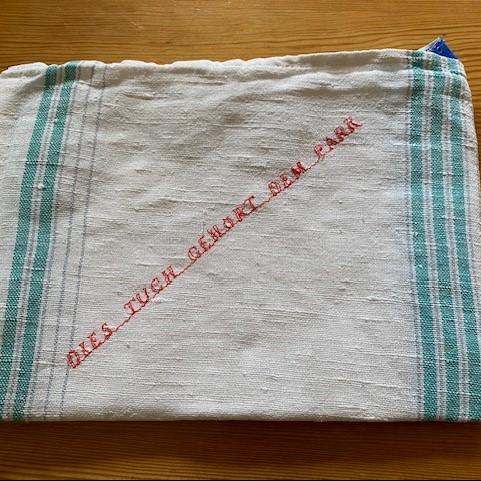 DIES TUCH GEHÖRT DEM PARK